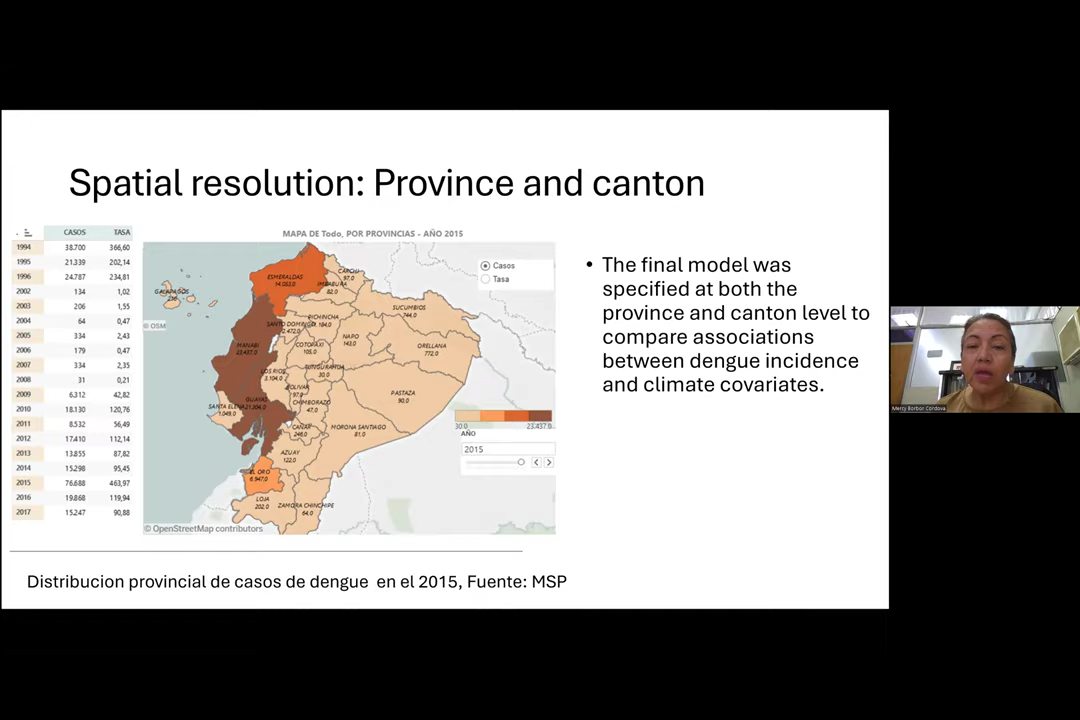 Spatial resolution: Province and canton
CASOS TASA
1994 38.700 366,60
1995 21.339 202,14
1996 24.787 234,81
2002 134 1,02
2003 206 1,55
2004 64 0,47
2005 334 2,43
2006 179 0,47
2007 334 2,35
2008 31 0,21
2009 6.312 42,82
2010 18.130 120,76
2011 8.532 56,49
2012 17.410 112,14
2013 13.855 87,82
2014 15.298 95,45
2015 76.688 463,97
2016 19.868 119,94
2017 15.247 90,88
MAPA DE Todo, POR PROVINCIAS - AÑO 2015
Casos
Tasa
ESMERALDAS
14.053,0
CARCHI
97,0
IMBABURA
82,0
GALAPAGOS
SUCUMBIOS
744,0
© OSM
PICHINCHA
SANTO DOMINGO
2.472,0
MANABI
23.437,0
COTOPAXI
105,0
NAPO
143,0
ORELLANA
772,0
LOS RIOS
3.104,0
TUNGURAHUA
30,0
BOLIVAR
97,0
PASTAZA
90,0
GUAYAS
21.304,0
CHIMBORAZO
47,0
SANTA ELENA
1.049,0
CAÑAR
246,0
MORONA SANTIAGO
81,0
AZUAY
122,0
EL ORO
6.947,0
LOJA
202,0
ZAMORA CHINCHIPE
64,0
30,0 23.437,0
AÑO
2015
© OpenStreetMap contributors
• The final model was
specified at both the
province and canton level to
compare associations
between dengue incidence
and climate covariates.
Distribucion provincial de casos de dengue en el 2015, Fuente: MSP
Mercy Borbor Cordova